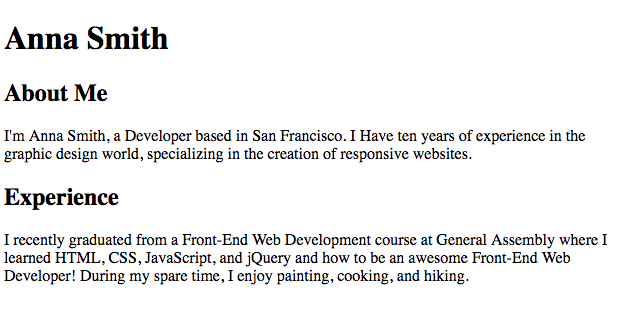 Anna Smith
About Me
I'm Anna Smith, a Developer based in San Francisco. I Have ten years of experience in the
graphic design world, specializing in the creation of responsive websites.
Experience
I recently graduated from a Front-End Web Development course at General Assembly where I
learned HTML, CSS, JavaScript, and jQuery and how to be an awesome Front-End Web
Developer! During my spare time, I enjoy painting, cooking, and hiking.